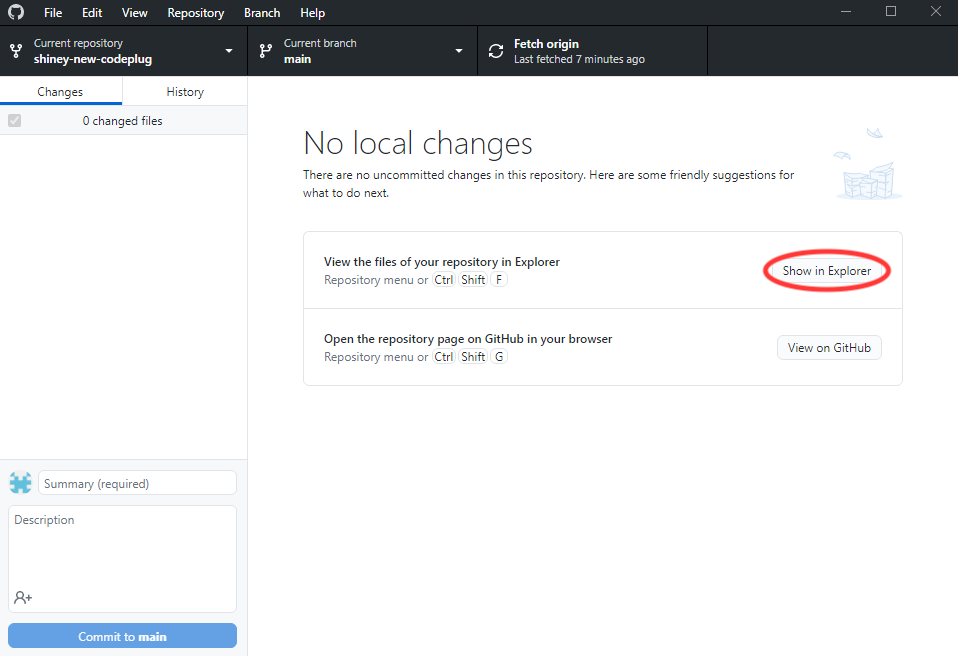 File Edit View Repository Branch Help
Current repository
shiney-new-codeplug
Current branch
main
Fetch origin
Last fetched 7 minutes ago
Changes History
0 changed files
No local changes
There are no uncommitted changes in this repository. Here are some friendly suggestions for
what to do next.
View the files of your repository in Explorer
Repository menu or Ctrl Shift F
Show in Explorer
Open the repository page on GitHub in your browser
Repository menu or Ctrl Shift G
View on GitHub
Summary (required)
Description
Commit to main